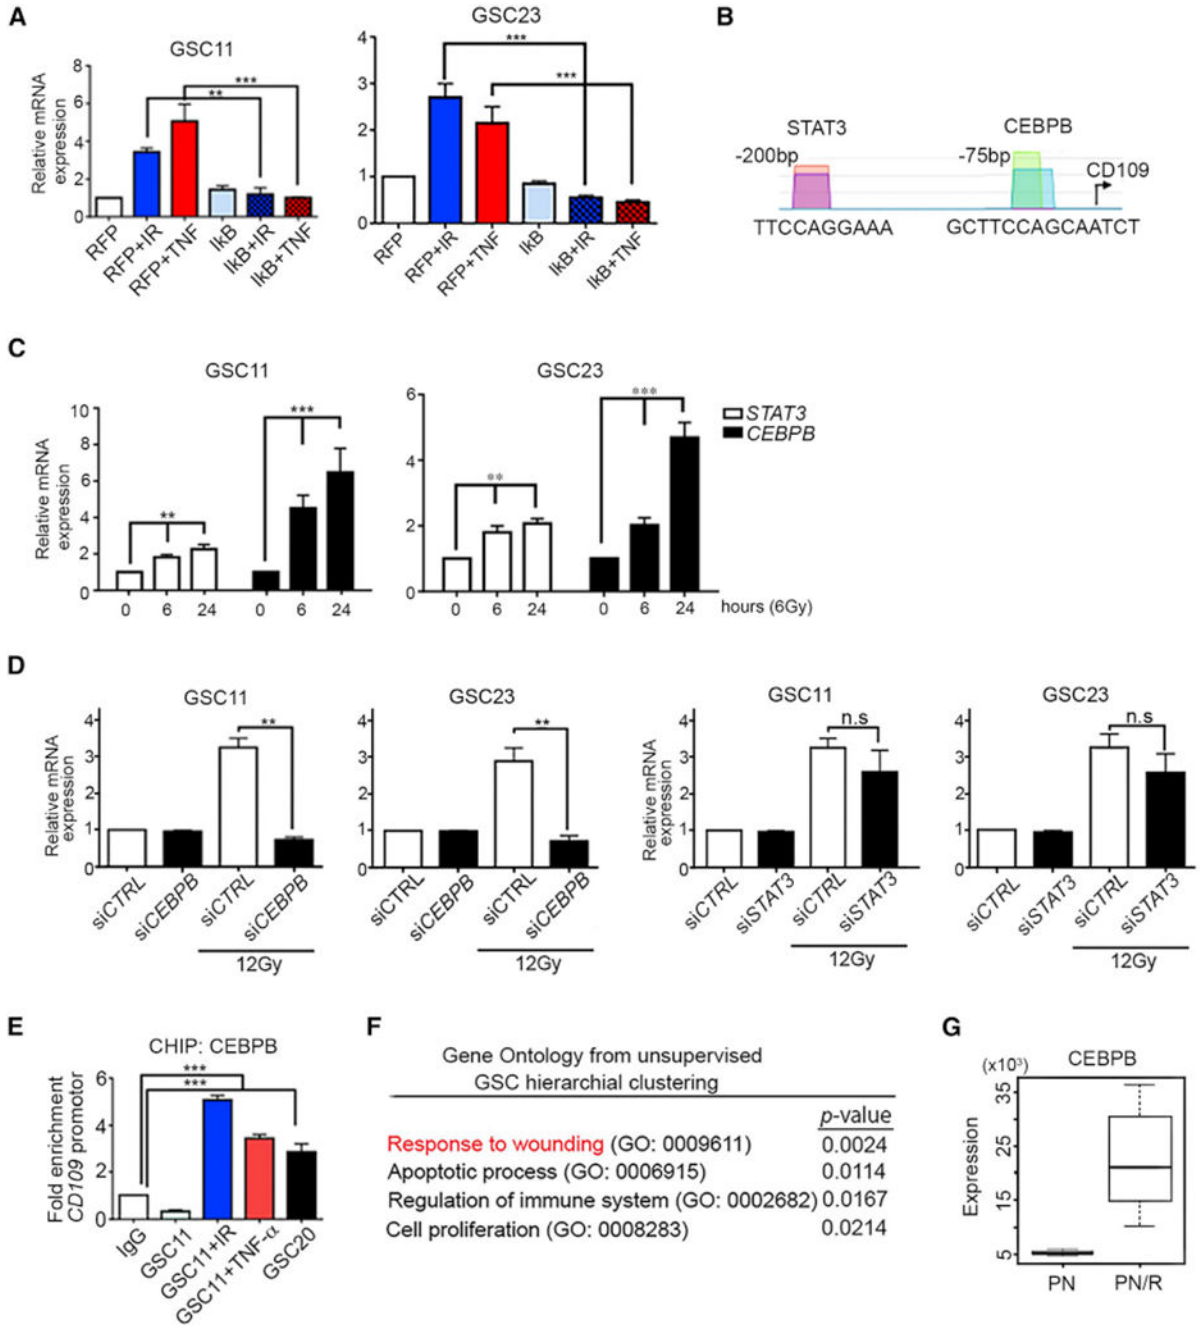 A
GSC11
Relative mRNA
expression
8
6
4
2
0
***
**
RFP
RFP+IR
RFP+TNF
IkB
IkB+IR
IkB+TNF
GSC23
4
3
2
1
0
***
***
RFP
RFP+IR
RFP+TNF
IkB
IkB+IR
IkB+TNF
B
STAT3
CEBPB
-200bp
-75bp
CD109
TTCCAGGAAA
GCTTCCAGCAATCT
C
GSC11
Relative mRNA
expression
10
8
6
4
2
0
**
***
0 6 24 0 6 24
GSC23
6
4
2
0
**
***
0 6 24 0 6 24
hours (6Gy)
STAT3
CEBPB
D
GSC11
Relative mRNA
expression
4
3
2
1
0
**
siCTRL
siCEBPB
siCTRL
siCEBPB
12Gy
GSC23
4
3
2
1
0
**
siCTRL
siCEBPB
siCTRL
siCEBPB
12Gy
GSC11
Relative mRNA
expression
4
3
2
1
0
n.s
siCTRL
siSTAT3
siCTRL
siSTAT3
12Gy
GSC23
4
3
2
1
0
n.s
siCTRL
siSTAT3
siCTRL
siSTAT3
12Gy
E
CHIP: CEBPB
Fold enrichment
CD109 promotor
6
4
2
0
***
***
IgG
GSC11
GSC11+IR
GSC11+TNF-α
GSC20
F
Gene Ontology from unsupervised
GSC hierarchial clustering
p-value
Response to wounding (GO: 0009611) 0.0024
Apoptotic process (GO: 0006915) 0.0114
Regulation of immune system (GO: 0002682) 0.0167
Cell proliferation (GO: 0008283) 0.0214
G
CEBPB
(x10³)
Expression
35
25
15
5
PN
PN/R